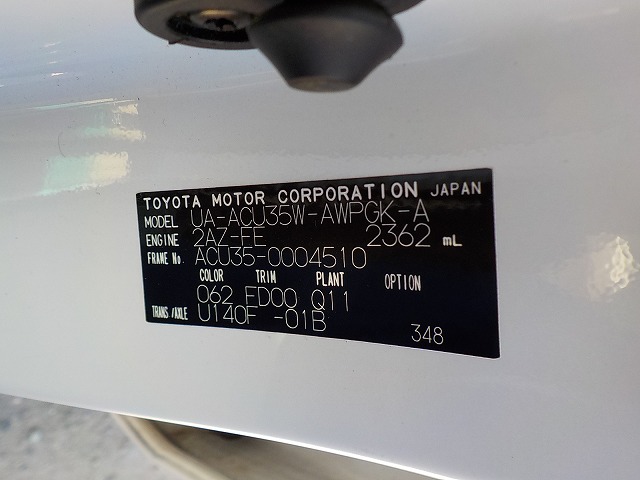 TOYOTA MOTOR CORPORATION JAPAN
MODEL UA-ACU35W-AWPGK-A
ENGINE 2AZ-FE 2362 mL
FRAME No. ACU35-0004510
COLOR TRIM PLANT OPTION
062 FD00 Q11
TRANS/AXLE U140F -01B
348